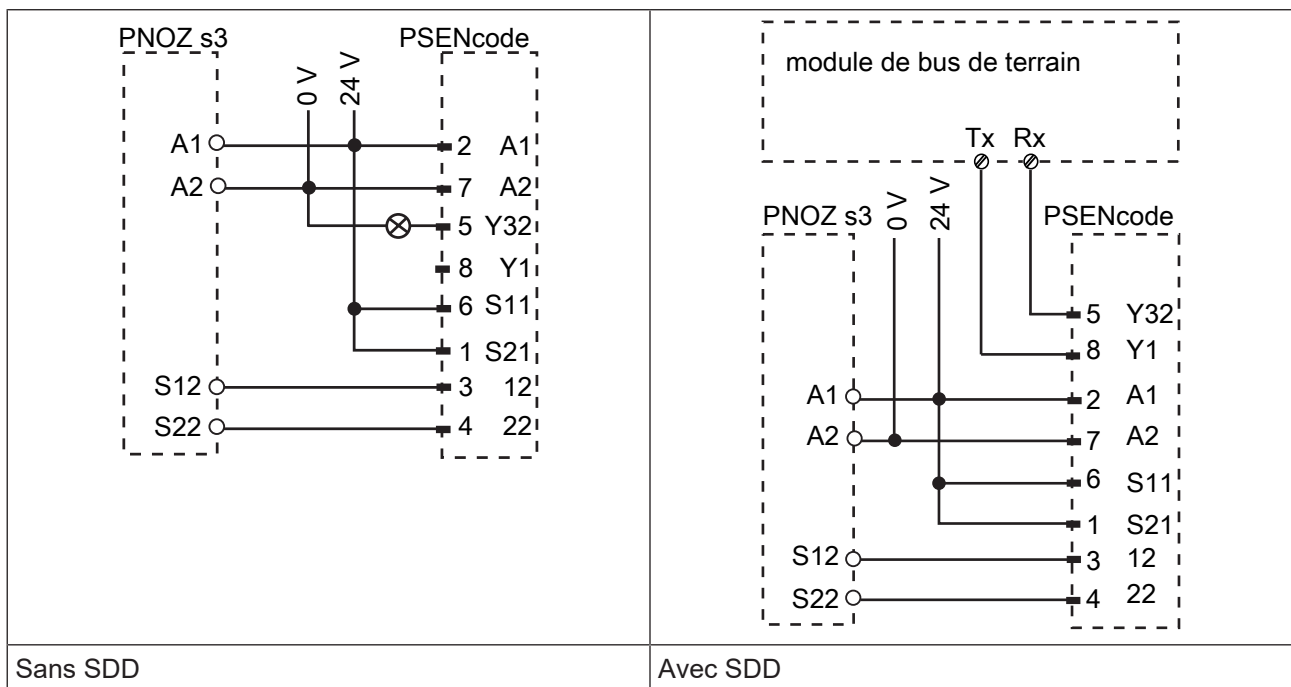 PNOZ s3
PSENcode
0 V
24 V
A1
2 A1
A2
7 A2
5 Y32
8 Y1
6 S11
1 S21
S12
3 12
S22
4 22
Sans SDD
module de bus de terrain
Tx Rx
PNOZ s3
0 V
24 V
PSENcode
5 Y32
8 Y1
A1
2 A1
A2
7 A2
6 S11
1 S21
S12
3 12
S22
4 22
Avec SDD